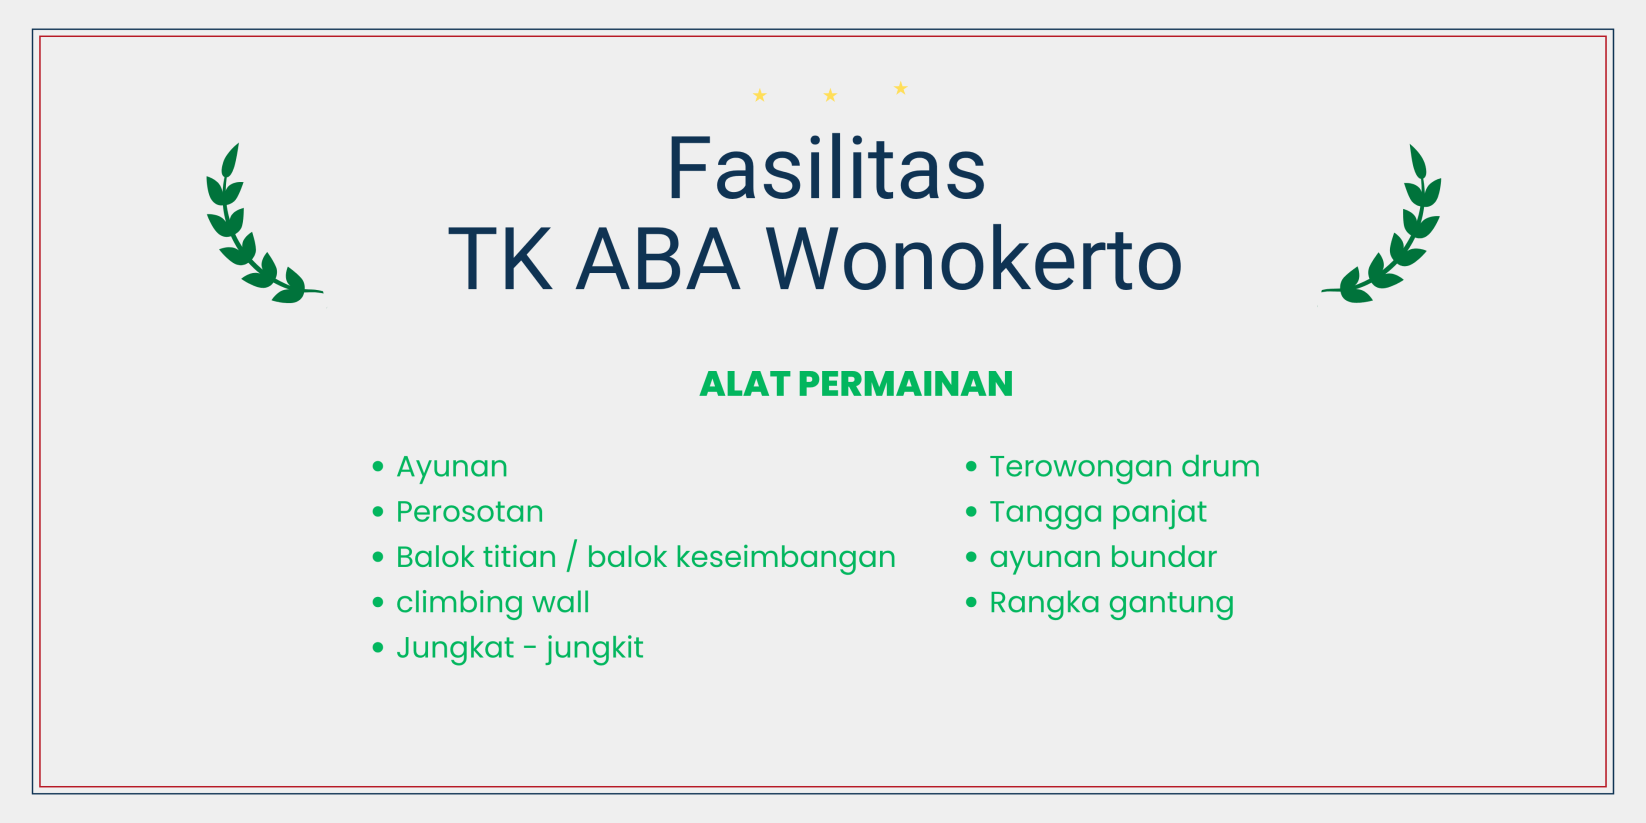 Fasilitas
TK ABA Wonokerto
ALAT PERMAINAN
Ayunan
Perosotan
Balok titian / balok keseimbangan
climbing wall
Jungkat - jungkit
Terowongan drum
Tangga panjat
ayunan bundar
Rangka gantung